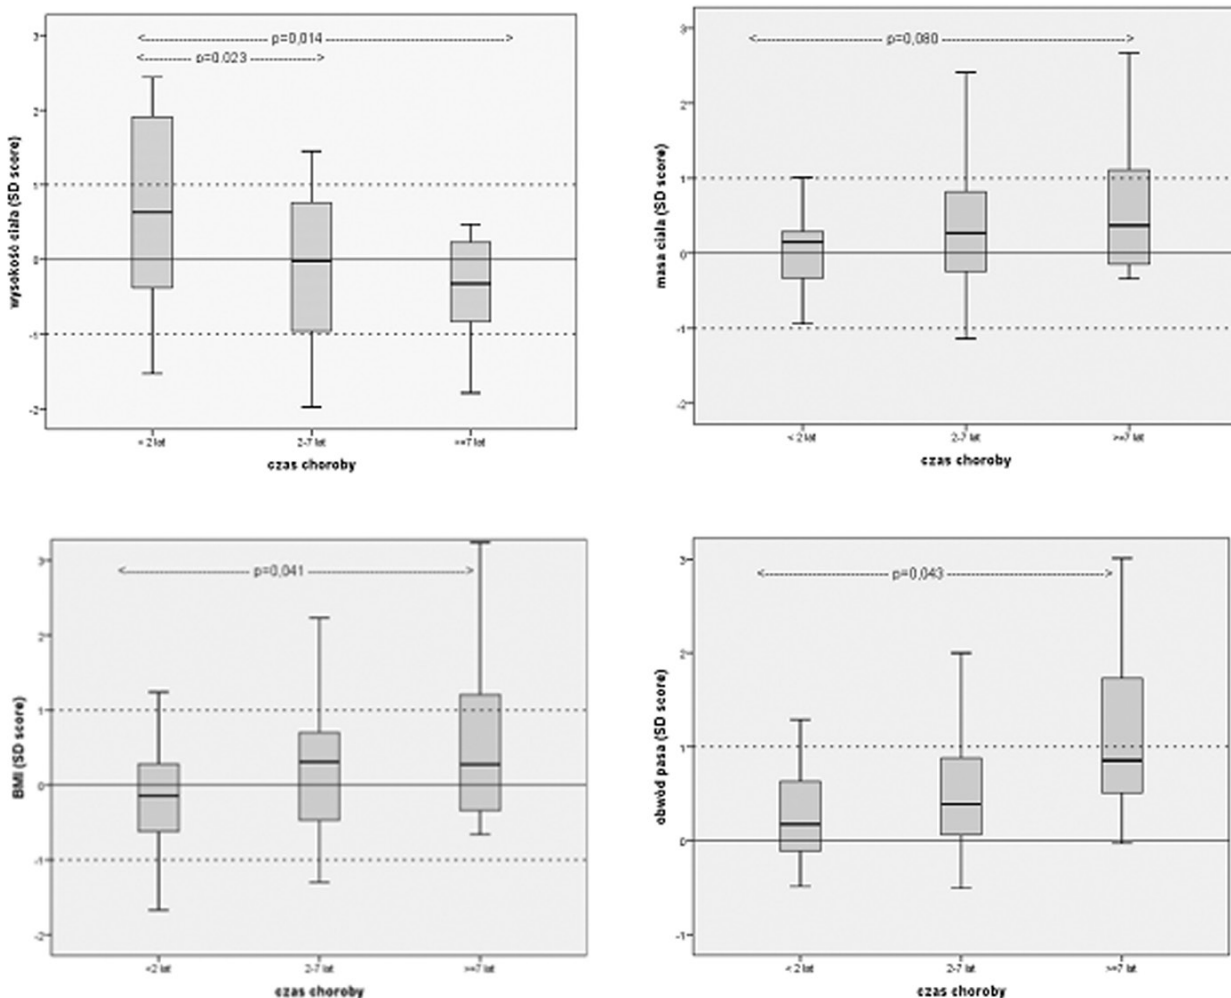 3
p=0,014
p=0.023
2
1
0
-1
-2
wysokość ciała (SD score)
< 2 lat
2-7 lat
>=7 lat
czas choroby
3
p=0,080
2
1
0
-1
-2
masa ciała (SD score)
< 2 lat
2-7 lat
>=7 lat
czas choroby
3
p=0,041
2
1
0
-1
-2
BMI (SD score)
< 2 lat
2-7 lat
>=7 lat
czas choroby
3
p=0,043
2
1
0
-1
obwód pasa (SD score)
< 2 lat
2-7 lat
>=7 lat
czas choroby